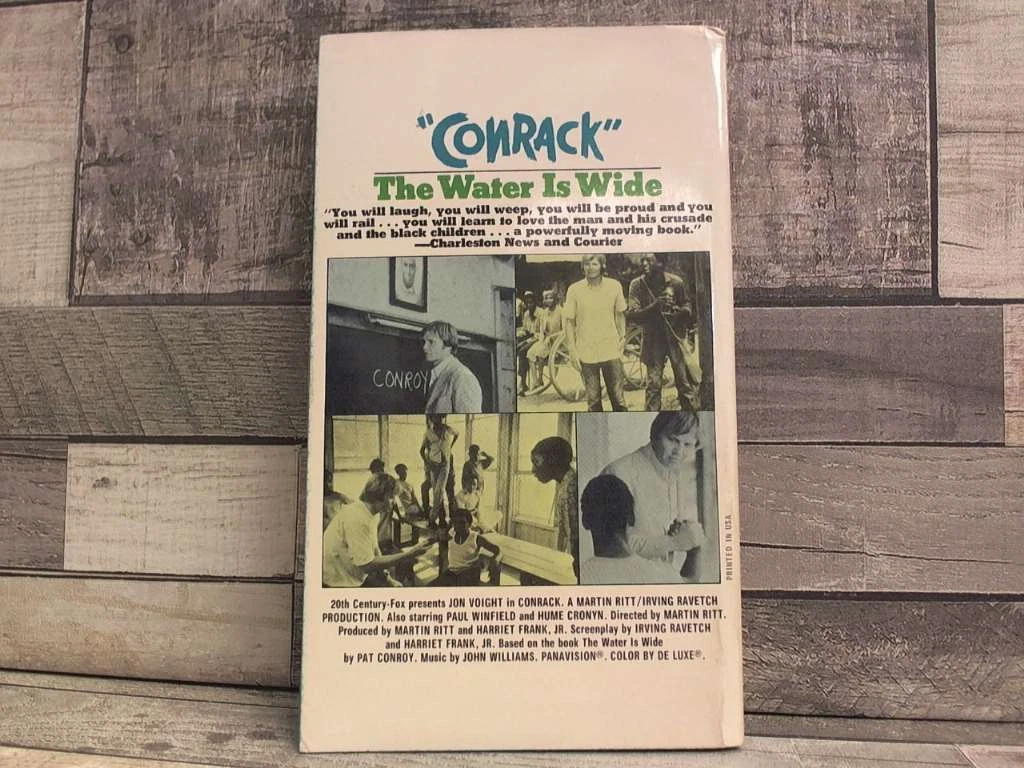 "CONRACK"
The Water Is Wide
"You will laugh, you will weep, you will be proud and you
will rail . . . you will learn to love the man and his crusade
and the black children . . . a powerfully moving book."
—Charleston News and Courier
CONROY
PRINTED IN USA
20th Century-Fox presents JON VOIGHT in CONRACK. A MARTIN RITT/IRVING RAVETCH
PRODUCTION. Also starring PAUL WINFIELD and HUME CRONYN. Directed by MARTIN RITT.
Produced by MARTIN RITT and HARRIET FRANK, JR. Screenplay by IRVING RAVETCH
and HARRIET FRANK, JR. Based on the book The Water Is Wide
by PAT CONROY. Music by JOHN WILLIAMS. PANAVISION®. COLOR BY DE LUXE®.